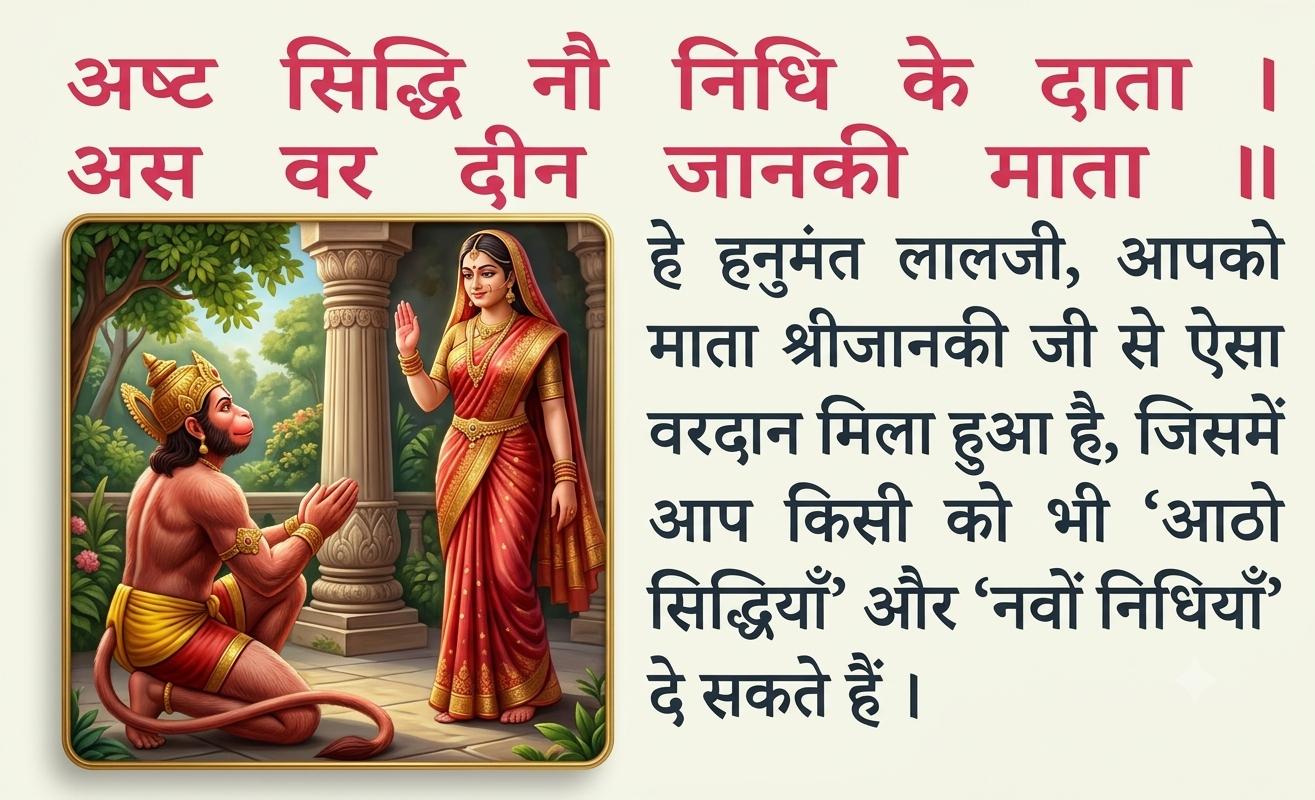 अष्ट सिद्धि नौ निधि के दाता ।
अस वर दीन जानकी माता ॥
हे हनुमंत लालजी, आपको
माता श्रीजानकी जी से ऐसा
वरदान मिला हुआ है, जिसमें
आप किसी को भी ‘आठो
सिद्धियाँ’ और ‘नवों निधियाँ’
दे सकते हैं ।